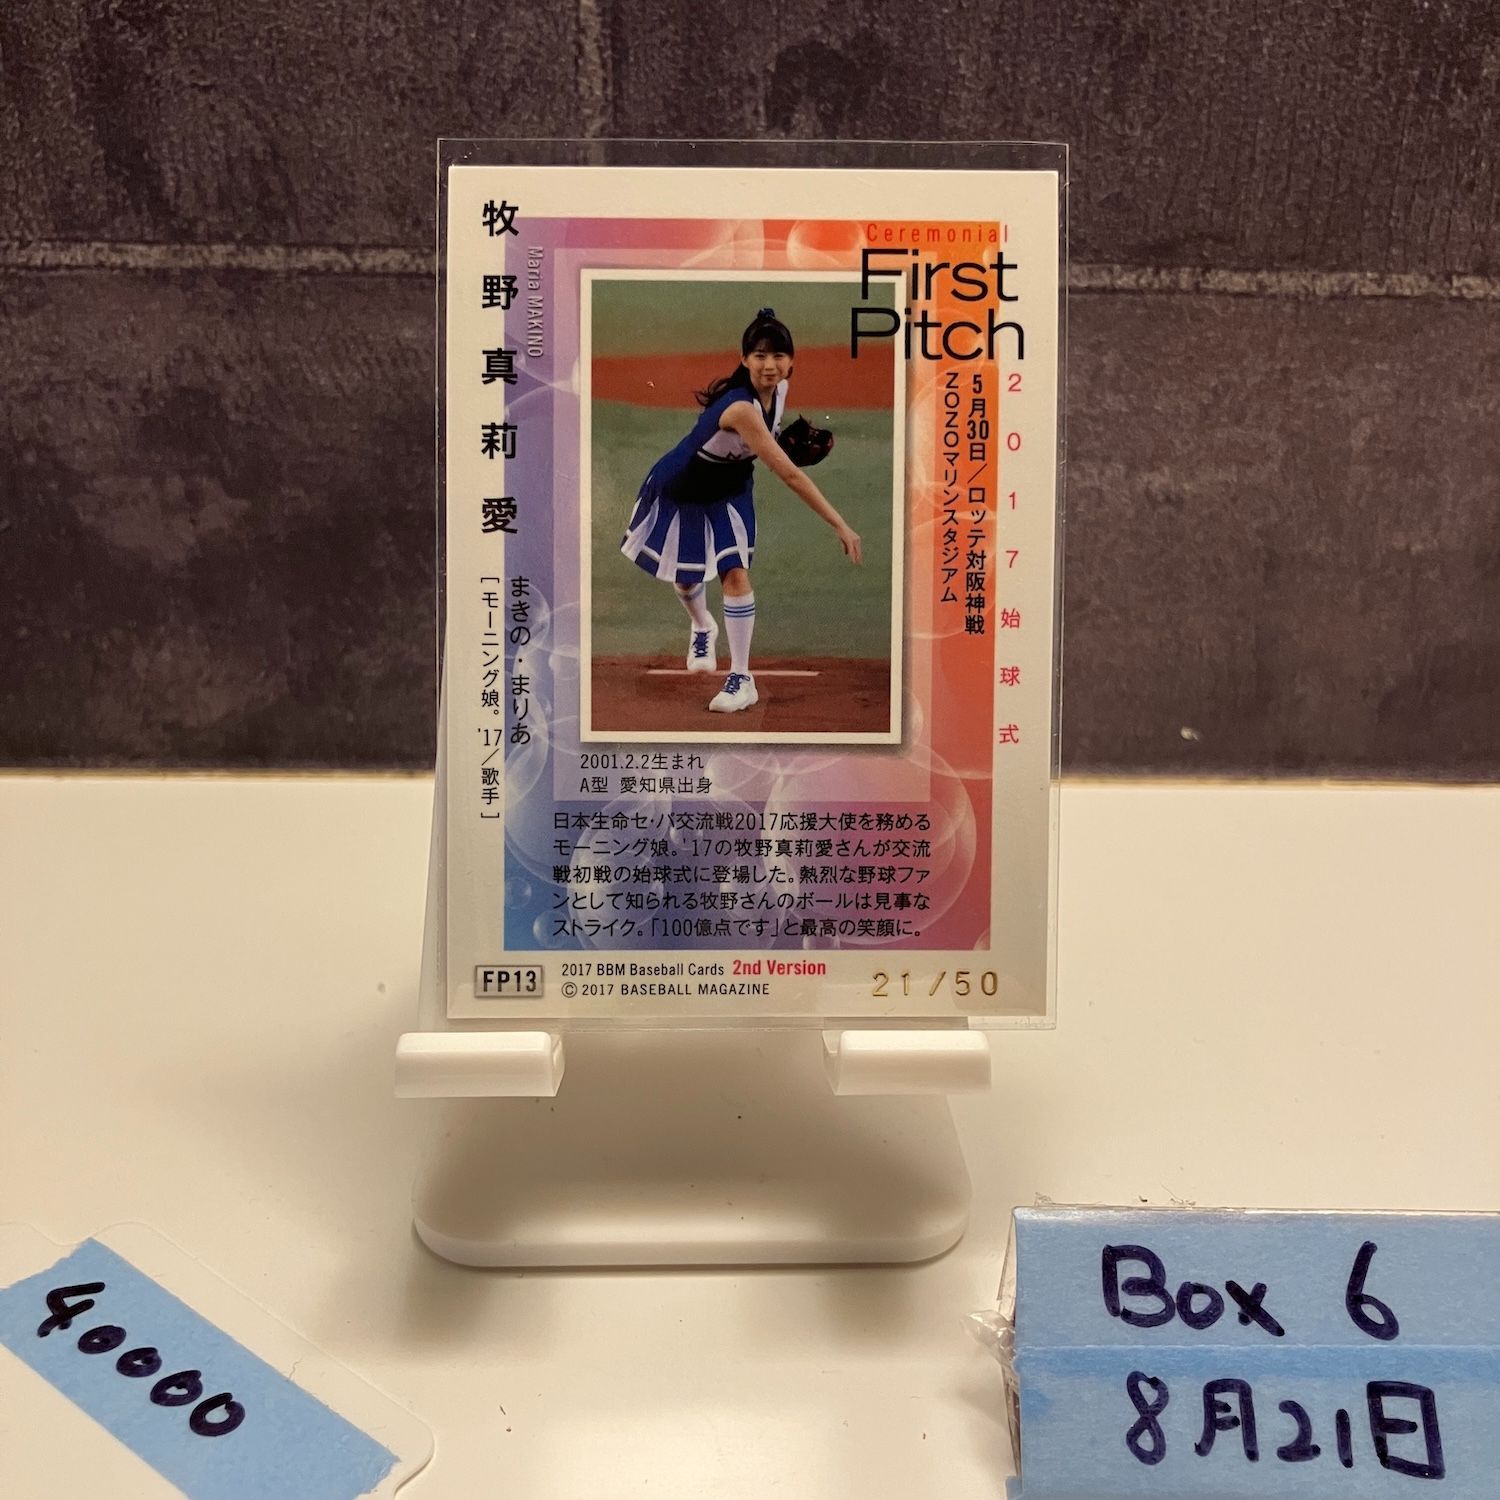 牧野真莉愛
Maria MAKINO
まきの・まりあ
［モーニング娘。'17／歌手］
Ceremonial
First
Pitch
2017始球式
5月30日／ロッテ対阪神戦
ZOZOマリンスタジアム
2001.2.2生まれ
A型 愛知県出身
日本生命セ・パ交流戦2017応援大使を務める
モーニング娘。'17の牧野真莉愛さんが交流
戦初戦の始球式に登場した。熱烈な野球ファ
ンとして知られる牧野さんのボールは見事な
ストライク。「100億点です」と最高の笑顔に。
FP13
2017 BBM Baseball Cards 2nd Version
© 2017 BASEBALL MAGAZINE
21/50
40000
Box 6
8月21日